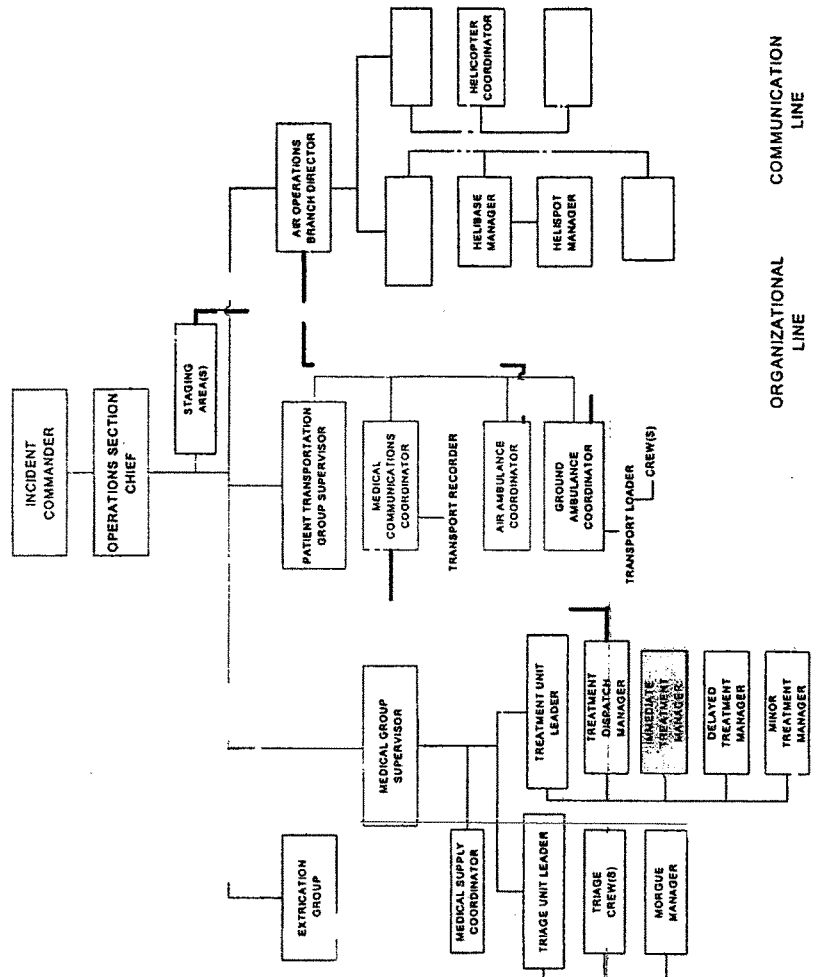 INCIDENT
COMMANDER
OPERATIONS SECTION
CHIEF
STAGING
AREA(S)
EXTRICATION
GROUP
MEDICAL GROUP
SUPERVISOR
PATIENT TRANSPORTATION
GROUP SUPERVISOR
AIR OPERATIONS
BRANCH DIRECTOR
MEDICAL SUPPLY
COORDINATOR
TRIAGE UNIT LEADER
TRIAGE
CREW(S)
MORGUE
MANAGER
TREATMENT UNIT
LEADER
TREATMENT
DISPATCH
MANAGER
IMMEDIATE
TREATMENT
MANAGER
DELAYED
TREATMENT
MANAGER
MINOR
TREATMENT
MANAGER
MEDICAL
COMMUNICATIONS
COORDINATOR
TRANSPORT RECORDER
AIR AMBULANCE
COORDINATOR
GROUND
AMBULANCE
COORDINATOR
TRANSPORT LOADER
CREW(S)
HELIBASE
MANAGER
HELISPOT
MANAGER
HELICOPTER
COORDINATOR
ORGANIZATIONAL
LINE
COMMUNICATION
LINE